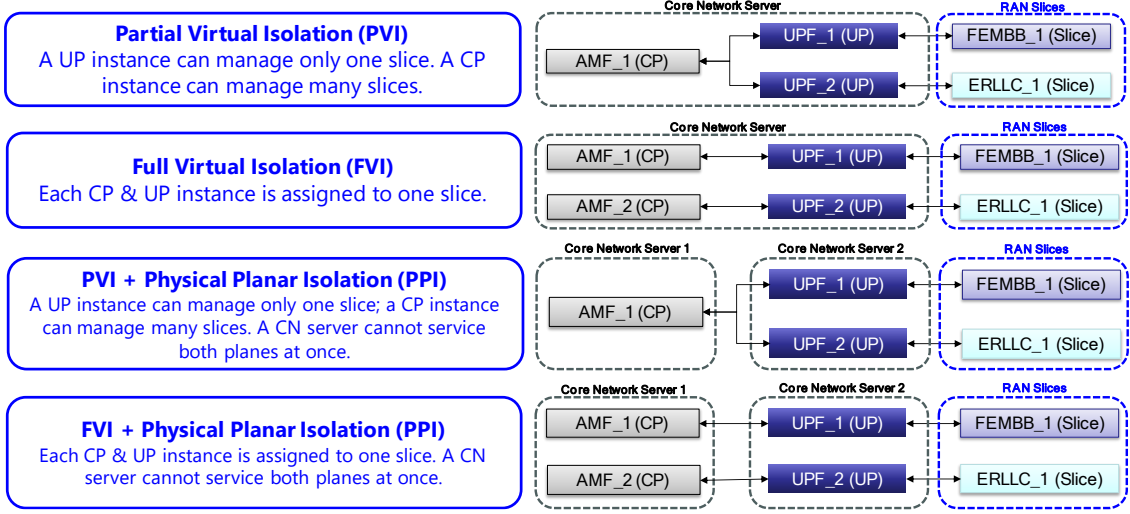 Partial Virtual Isolation (PVI)
A UP instance can manage only one slice. A CP
instance can manage many slices.
Core Network Server
RAN Slices
AMF_1 (CP)
UPF_1 (UP)
FEMBB_1 (Slice)
UPF_2 (UP)
ERLLC_1 (Slice)
Full Virtual Isolation (FVI)
Each CP & UP instance is assigned to one slice.
Core Network Server
RAN Slices
AMF_1 (CP)
UPF_1 (UP)
FEMBB_1 (Slice)
AMF_2 (CP)
UPF_2 (UP)
ERLLC_1 (Slice)
PVI + Physical Planar Isolation (PPI)
A UP instance can manage only one slice; a CP instance
can manage many slices. A CN server cannot service
both planes at once.
Core Network Server 1
Core Network Server 2
RAN Slices
AMF_1 (CP)
UPF_1 (UP)
FEMBB_1 (Slice)
UPF_2 (UP)
ERLLC_1 (Slice)
FVI + Physical Planar Isolation (PPI)
Each CP & UP instance is assigned to one slice. A CN
server cannot service both planes at once.
Core Network Server 1
Core Network Server 2
RAN Slices
AMF_1 (CP)
UPF_1 (UP)
FEMBB_1 (Slice)
AMF_2 (CP)
UPF_2 (UP)
ERLLC_1 (Slice)